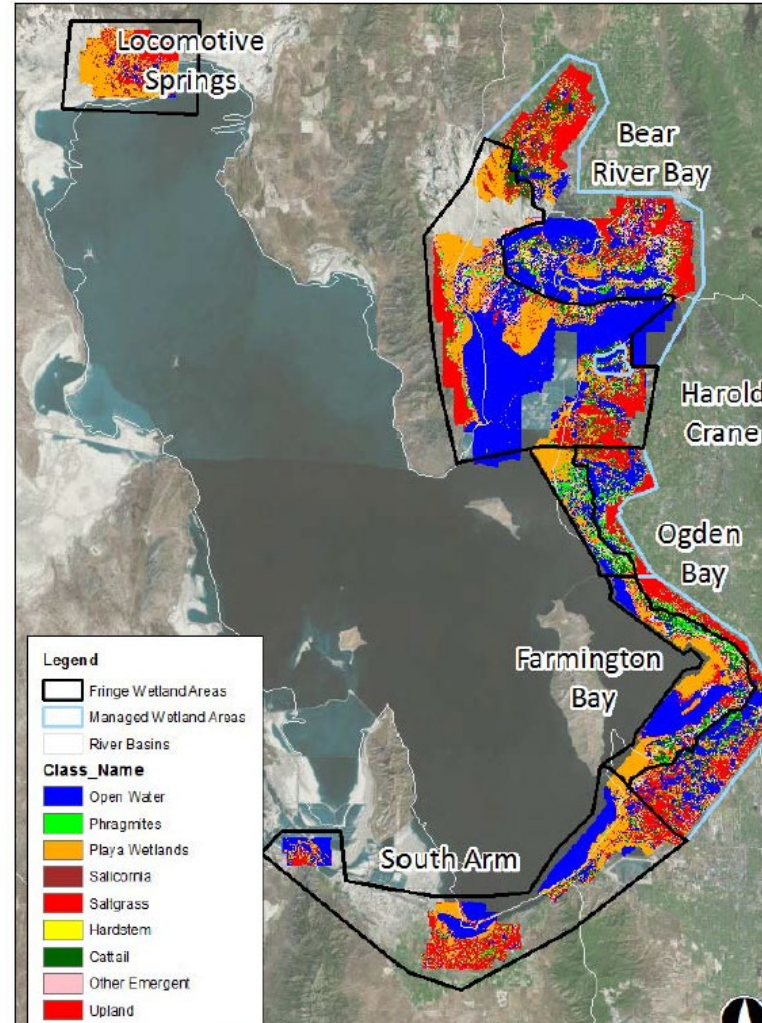 Locomotive
Springs
Bear
River Bay
Harold
Crane
Ogden
Bay
Farmington
Bay
South Arm
Legend
Fringe Wetland Areas
Managed Wetland Areas
River Basins
Class_Name
Open Water
Phragmites
Playa Wetlands
Salicornia
Saltgrass
Hardstem
Cattail
Other Emergent
Upland